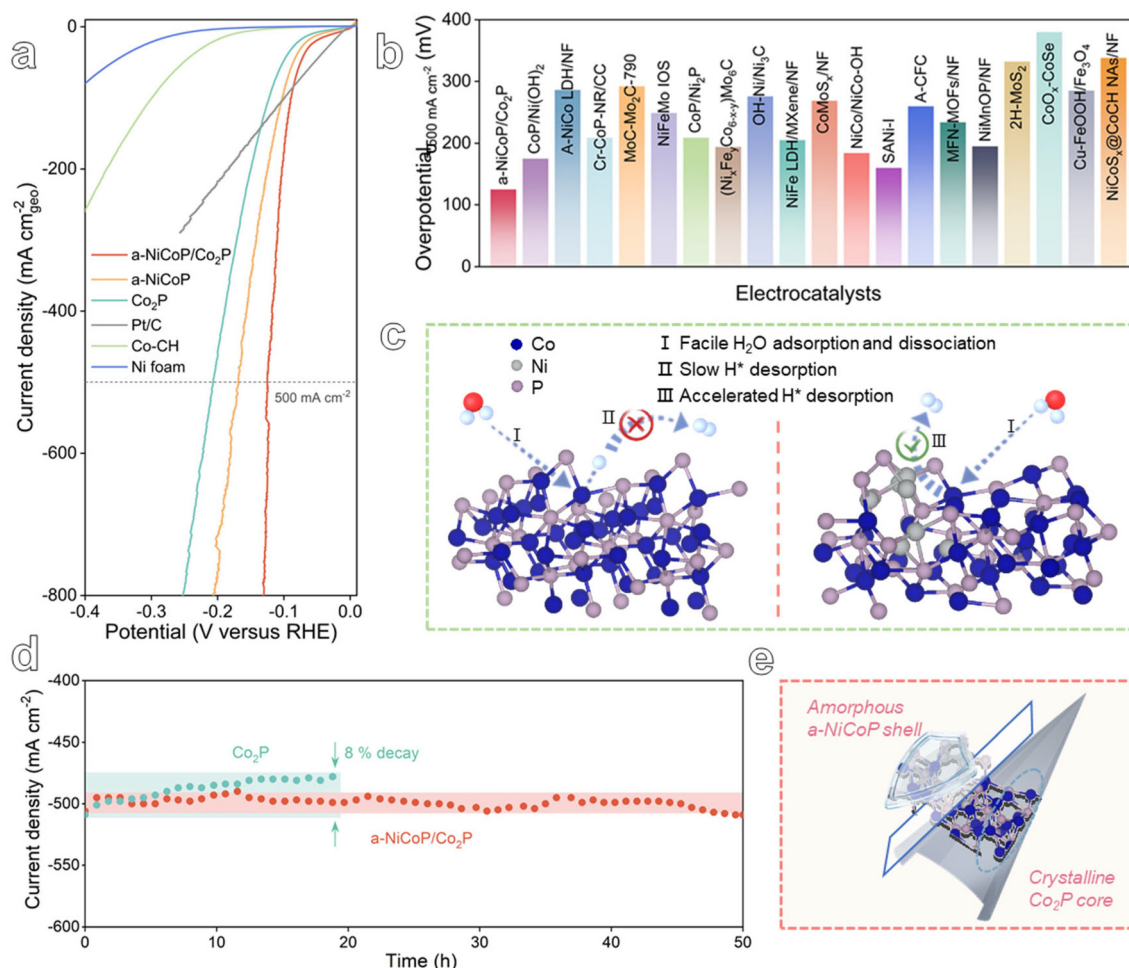 a
0
-200
-400
-600
-800
Current density (mA cm⁻²geo)
a-NiCoP/Co₂P
a-NiCoP
Co₂P
Pt/C
Co-CH
Ni foam
500 mA cm⁻²
-0.4 -0.3 -0.2 -0.1 0.0
Potential (V versus RHE)
b
400
300
200
100
0
Overpotential 500 mA cm⁻² (mV)
a-NiCoP/Co₂P
CoP/Ni(OH)₂
A-NiCo LDH/NF
Cr-CoP-NR/CC
MoC-Mo₂C-790
NiFeMo IOS
CoP/Ni₂P
(NiₓFeᵧCo₆₋ₓ₋ᵧ)Mo₆C
OH-Ni/Ni₃C
NiFe LDH/MXene/NF
CoMoSₓ/NF
NiCo/NiCo-OH
SANi-I
A-CFC
MFN-MOFs/NF
NiMnOP/NF
2H-MoS₂
CoOₓ-CoSe
Cu-FeOOH/Fe₃O₄
NiCoSₓ@CoCH NAs/NF
Electrocatalysts
c
Co
Ni
P
I Facile H₂O adsorption and dissociation
II Slow H* desorption
III Accelerated H* desorption
I
II
III
I
d
-400
-450
-500
-550
-600
Current density (mA cm⁻²)
Co₂P
8 % decay
a-NiCoP/Co₂P
0 10 20 30 40 50
Time (h)
e
Amorphous
a-NiCoP shell
Crystalline
Co₂P core